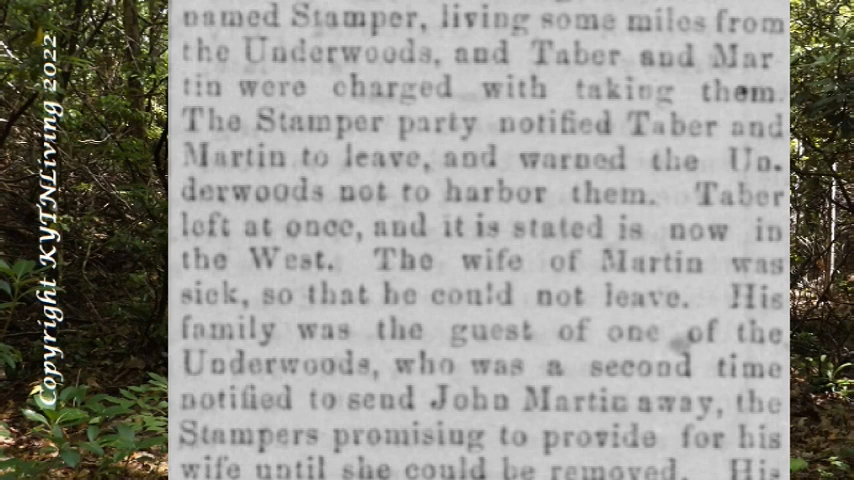 named Stamper, living some miles from
the Underwoods, and Taber and Mar
tin were charged with taking them.
The Stamper party notified Taber and
Martin to leave, and warned the Un.
derwoods not to harbor them. Taber
left at once, and it is stated is now in
the West. The wife of Martin was
sick, so that he could not leave. His
family was the guest of one of the
Underwoods, who was a second time
notified to send John Martin away, the
Stampers promising to provide for his
wife until she could be removed. His
Copyright KYTNLiving 2022